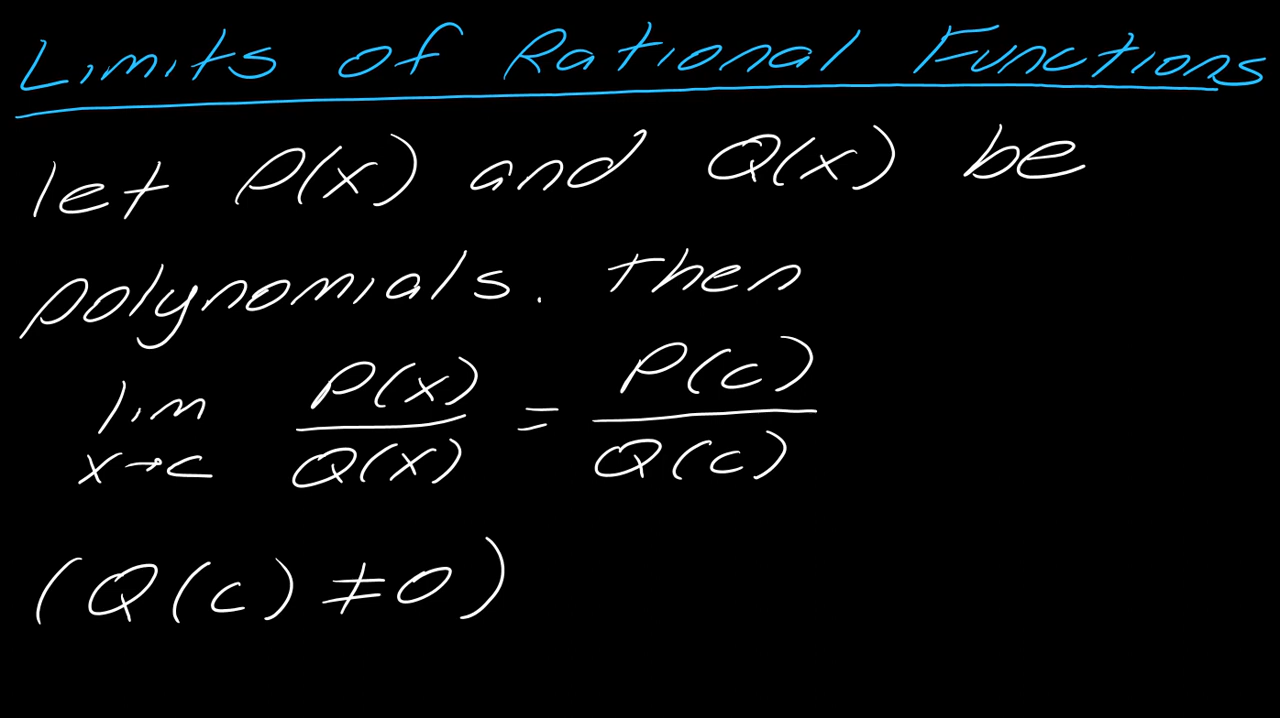 Limits of Rational Functions
let P(x) and Q(x) be
polynomials. then
lim x→c P(x)/Q(x) = P(c)/Q(c)
(Q(c) ≠ 0)